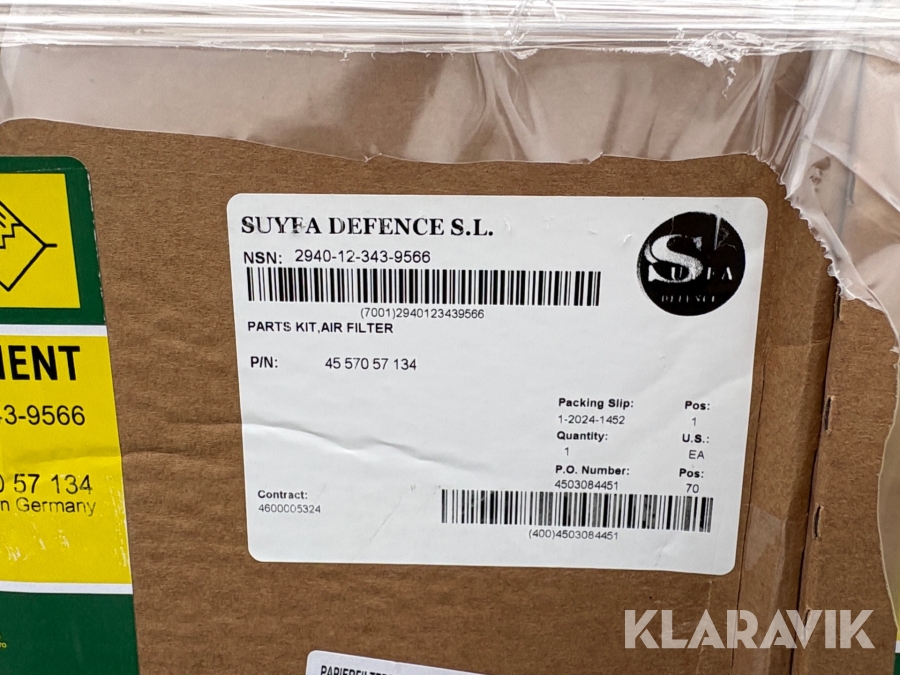 SUYFA DEFENCE S.L.
NSN: 2940-12-343-9566
(7001)2940123439566
PARTS KIT,AIR FILTER
P/N: 45 570 57 134
SUFA
DEFENCE
Packing Slip: Pos:
1-2024-1452 1
Quantity: U.S.:
1 EA
P.O. Number: Pos:
4503084451 70
Contract:
4600005324
(400)4503084451
MENT
43-9566
0 57 134
n Germany
KLARAVIK